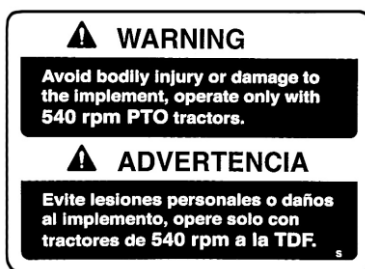 WARNING
Avoid bodily injury or damage to
the implement, operate only with
540 rpm PTO tractors.
ADVERTENCIA
Evite lesiones personales o daños
al implemento, opere solo con
tractores de 540 rpm a la TDF.
s